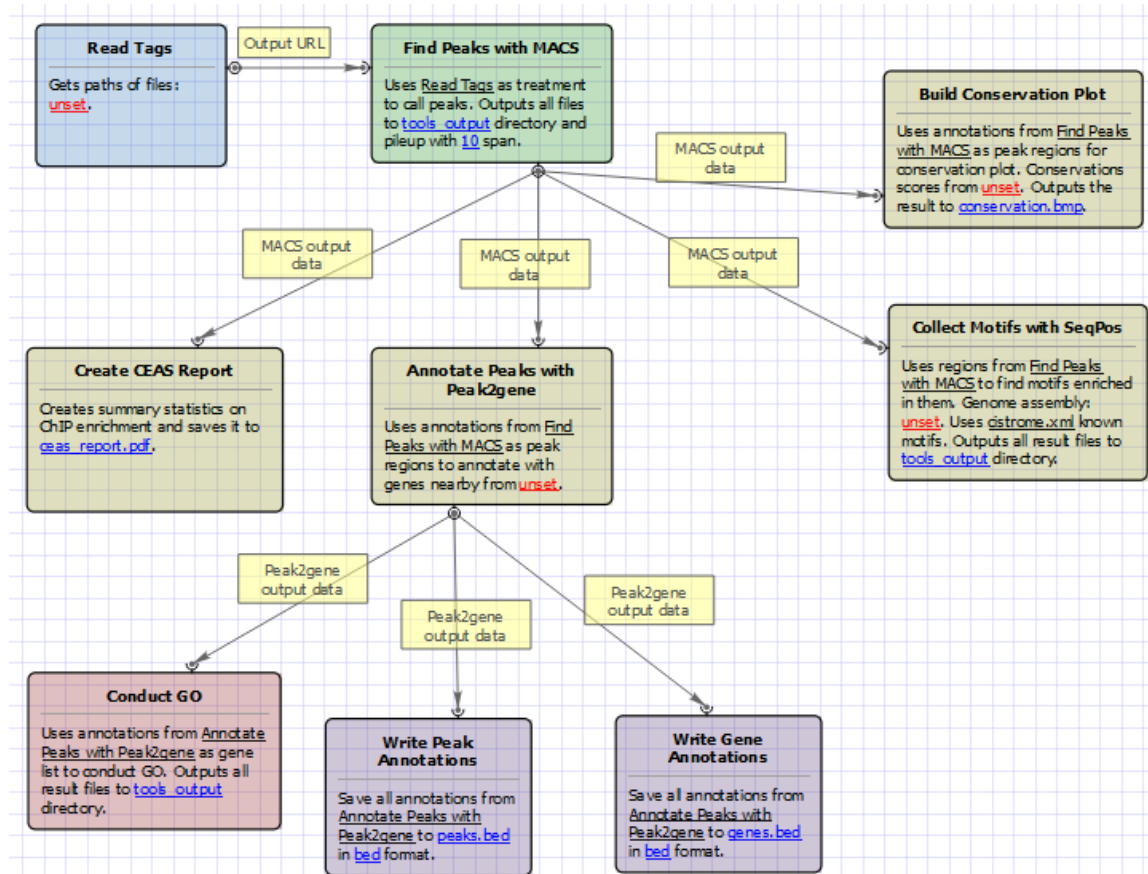 Read Tags
Gets paths of files:
unset.
Output URL
Find Peaks with MACS
Uses Read Tags as treatment
to call peaks. Outputs all files
to tools_output directory and
pileup with 10 span.
MACS output
data
Build Conservation Plot
Uses annotations from Find Peaks
with MACS as peak regions for
conservation plot. Conservations
scores from unset. Outputs the
result to conservation.bmp.
MACS output
data
MACS output
data
MACS output
data
Create CEAS Report
Creates summary statistics on
ChIP enrichment and saves it to
ceas_report.pdf.
Annotate Peaks with
Peak2gene
Uses annotations from Find
Peaks with MACS as peak
regions to annotate with
genes nearby from unset.
Collect Motifs with SeqPos
Uses regions from Find Peaks
with MACS to find motifs enriched
in them. Genome assembly:
unset. Uses cistrome.xml known
motifs. Outputs all result files to
tools_output directory.
Peak2gene
output data
Peak2gene
output data
Peak2gene
output data
Conduct GO
Uses annotations from Annotate
Peaks with Peak2gene as gene
list to conduct GO. Outputs all
result files to tools_output
directory.
Write Peak
Annotations
Save all annotations from
Annotate Peaks with
Peak2gene to peaks.bed
in bed format.
Write Gene
Annotations
Save all annotations from
Annotate Peaks with
Peak2gene to genes.bed
in bed format.